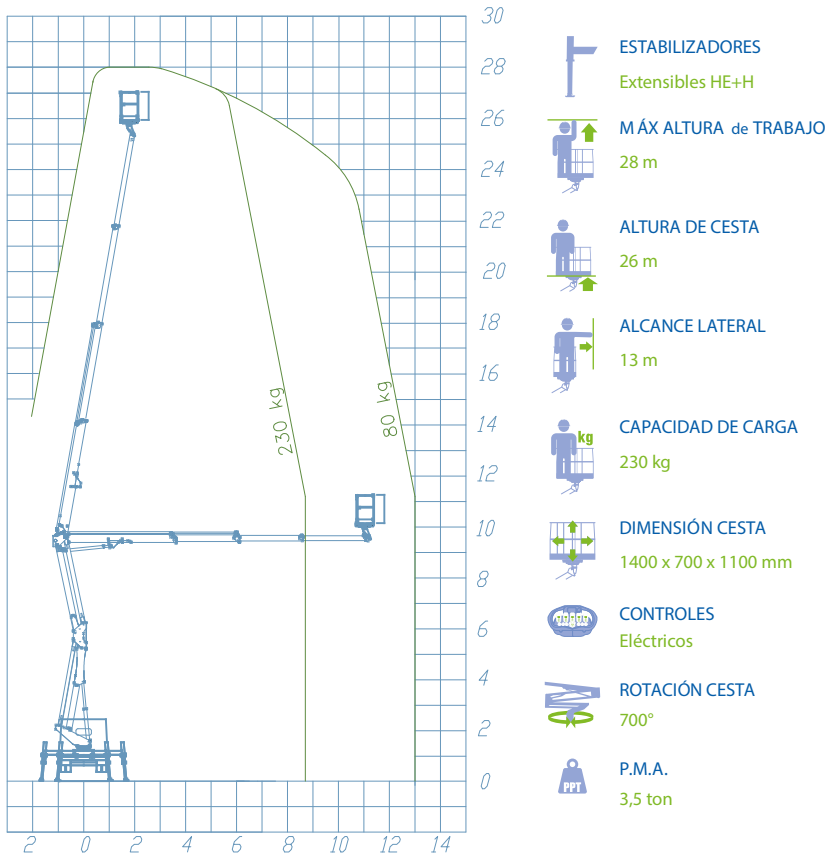 30
28
26
24
22
20
18
16
14
12
10
8
6
4
2
0
2 0 2 4 6 8 10 12 14
230 kg
80 kg
ESTABILIZADORES
Extensibles HE+H
M ÁX ALTURA de TRABAJO
28 m
ALTURA DE CESTA
26 m
ALCANCE LATERAL
13 m
kg
CAPACIDAD DE CARGA
230 kg
DIMENSIÓN CESTA
1400 x 700 x 1100 mm
CONTROLES
Eléctricos
ROTACIÓN CESTA
700°
PPT
P.M.A.
3,5 ton